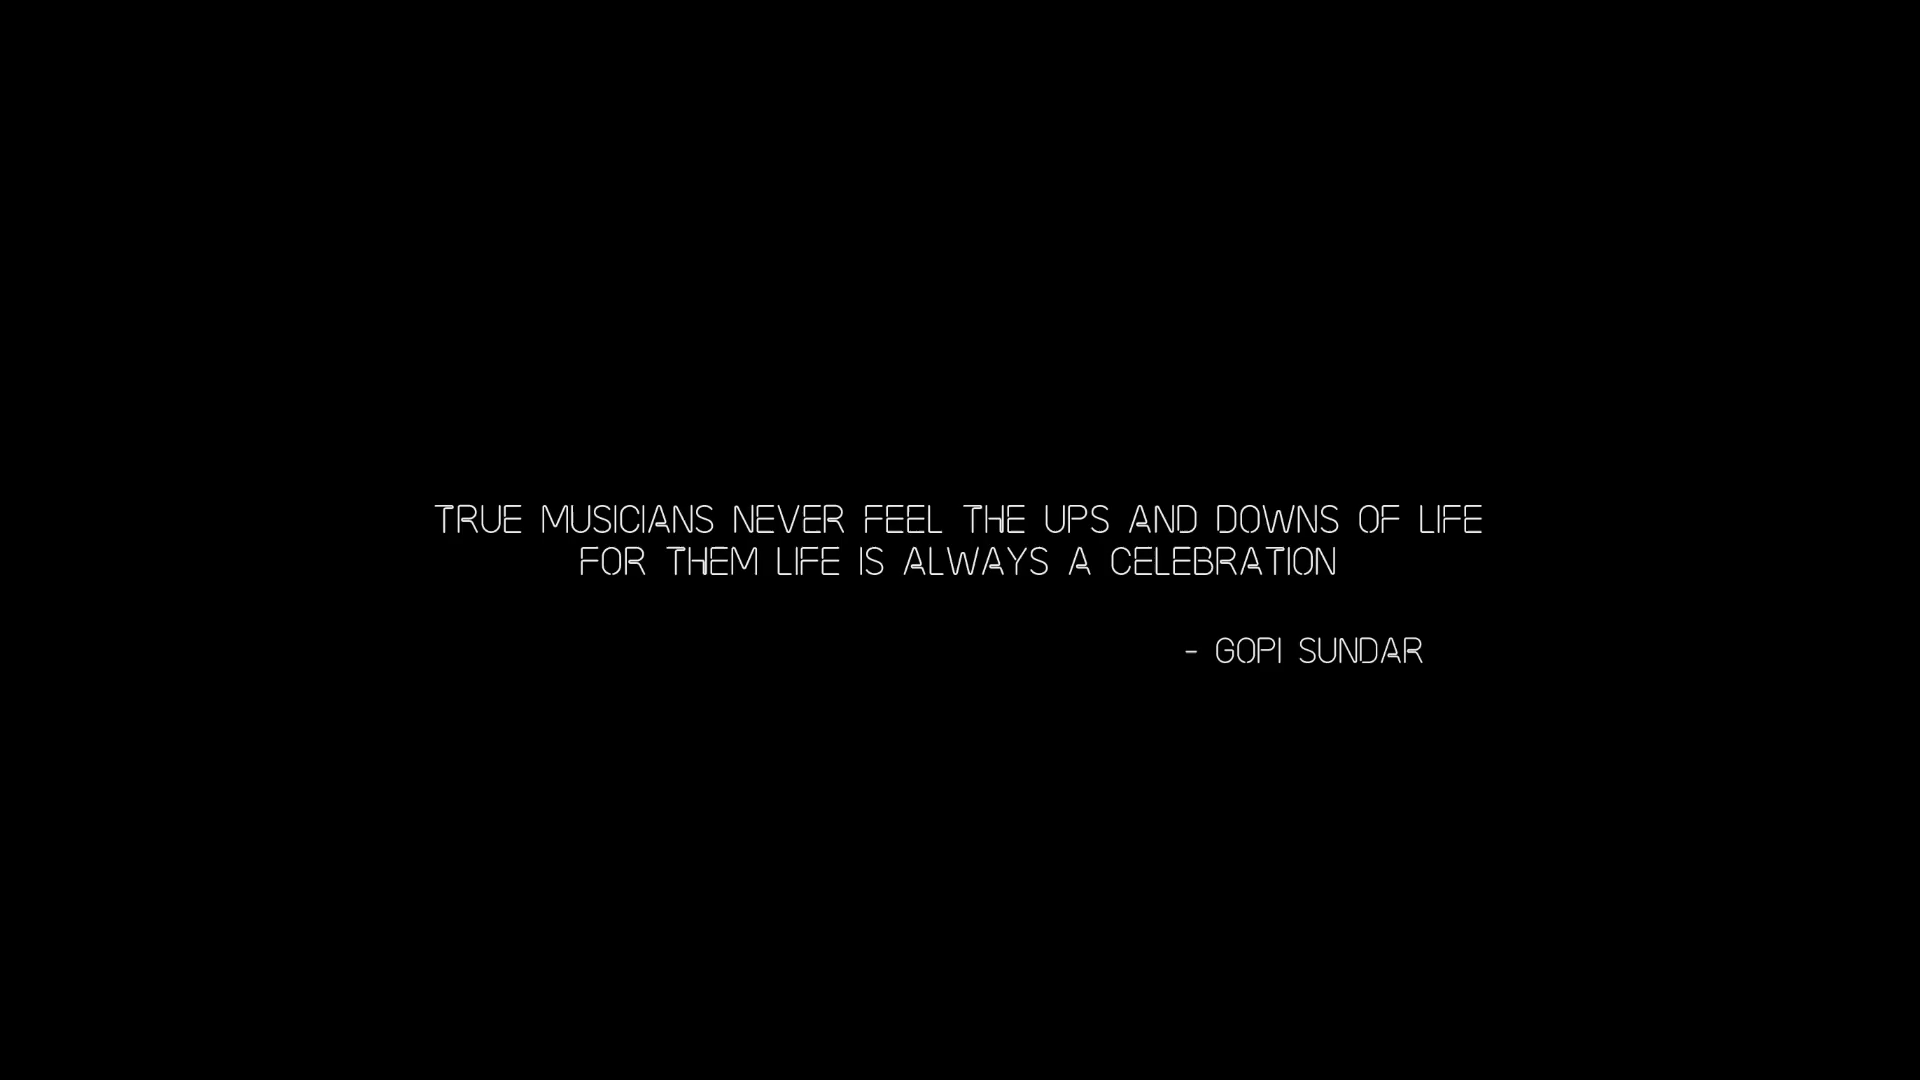 TRUE MUSICIANS NEVER FEEL THE UPS AND DOWNS OF LIFE
FOR THEM LIFE IS ALWAYS A CELEBRATION
- GOPI SUNDAR